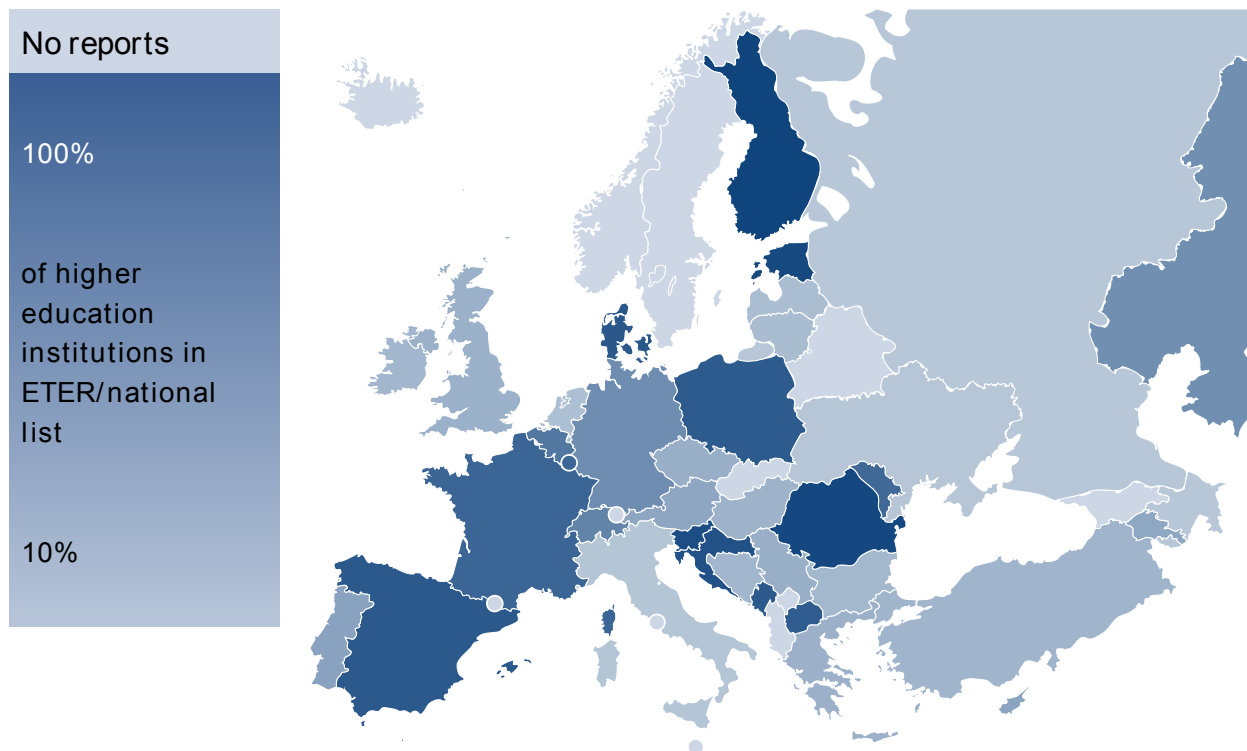 No reports
100%
of higher
education
institutions in
ETER/national
list
10%